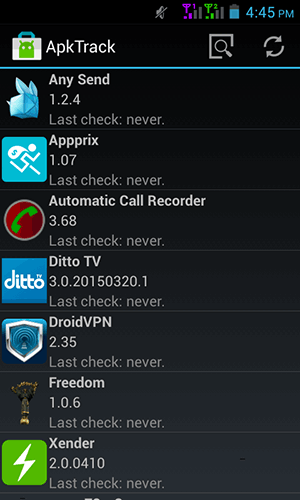 4:45 PM
ApkTrack
Any Send
1.2.4
Last check: never.
Appprix
1.07
Last check: never.
Automatic Call Recorder
3.68
Last check: never.
ditto TV
Ditto TV
3.0.20150320.1
Last check: never.
DroidVPN
2.35
Last check: never.
Freedom
1.0.6
Last check: never.
Xender
2.0.0410
Last check: never.